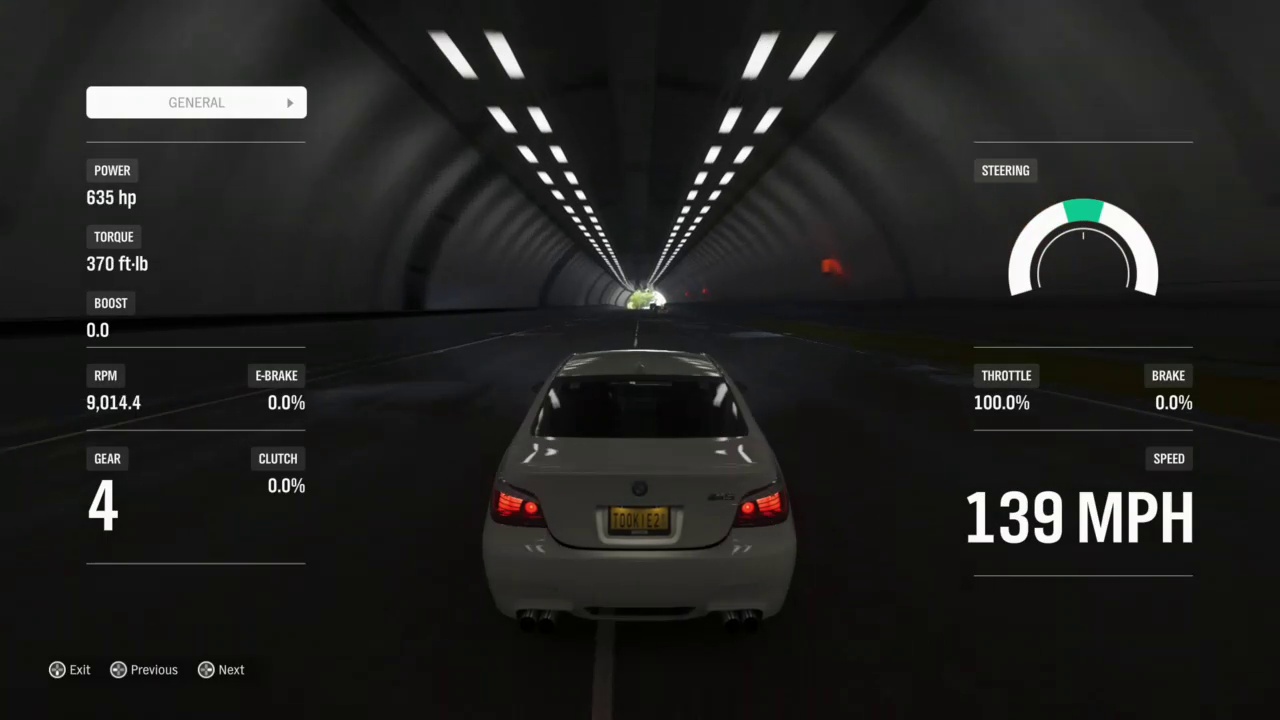 GENERAL
POWER
635 hp
TORQUE
370 ft·lb
BOOST
0.0
RPM
9,014.4
E-BRAKE
0.0%
GEAR
4
CLUTCH
0.0%
STEERING
THROTTLE
100.0%
BRAKE
0.0%
SPEED
139 MPH
M5
Exit
Previous
Next